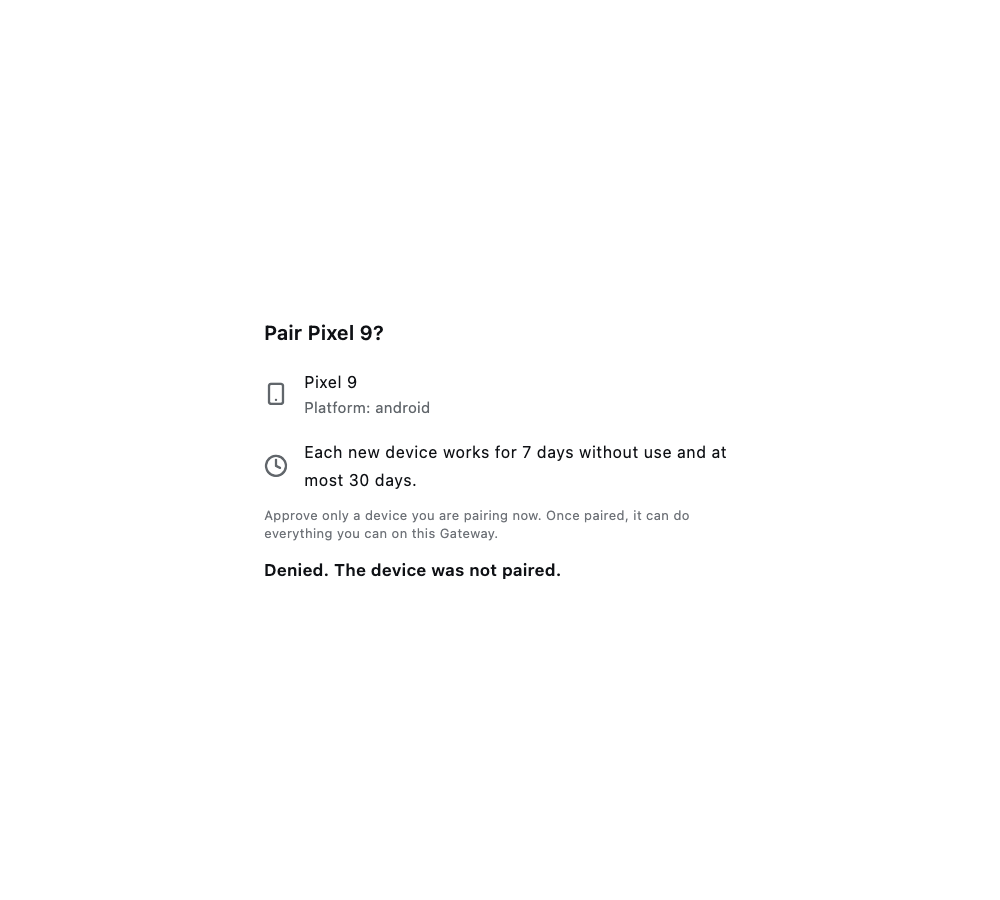 Pair Pixel 9?
Pixel 9
Platform: android
Each new device works for 7 days without use and at
most 30 days.
Approve only a device you are pairing now. Once paired, it can do
everything you can on this Gateway.
Denied. The device was not paired.